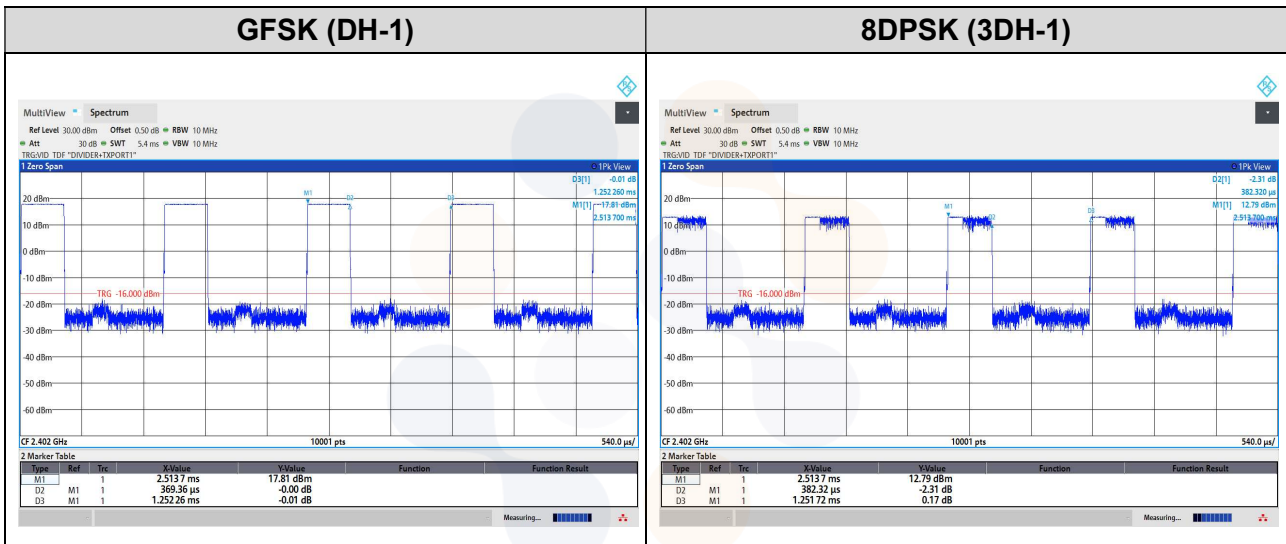 GFSK (DH-1)
8DPSK (3DH-1)
MultiView Spectrum
Ref Level 30.00 dBm Offset 0.50 dB RBW 10 MHz
Att 30 dB SWT 5.4 ms VBW 10 MHz
TRG:VID TDF "DIVIDER+TXPORT1"
1 Zero Span 1Pk View
D3[1] -0.01 dB
1.252 260 ms
M1[1] 17.81 dBm
2.513 700 ms
M1 D2 D3
20 dBm
10 dBm
0 dBm
-10 dBm
TRG -16.000 dBm
-20 dBm
-30 dBm
-40 dBm
-50 dBm
-60 dBm
CF 2.402 GHz 10001 pts 540.0 µs/
2 Marker Table
Type Ref Trc X-Value Y-Value Function Function Result
M1 1 2.513 7 ms 17.81 dBm
D2 M1 1 369.36 µs -0.00 dB
D3 M1 1 1.252 26 ms -0.01 dB
Measuring...
MultiView Spectrum
Ref Level 30.00 dBm Offset 0.50 dB RBW 10 MHz
Att 30 dB SWT 5.4 ms VBW 10 MHz
TRG:VID TDF "DIVIDER+TXPORT1"
1 Zero Span 1Pk View
D2[1] -2.31 dB
382.320 µs
M1[1] 12.79 dBm
2.513 700 ms
M1 D2 D3
20 dBm
10 dBm
0 dBm
-10 dBm
TRG -16.000 dBm
-20 dBm
-30 dBm
-40 dBm
-50 dBm
-60 dBm
CF 2.402 GHz 10001 pts 540.0 µs/
2 Marker Table
Type Ref Trc X-Value Y-Value Function Function Result
M1 1 2.513 7 ms 12.79 dBm
D2 M1 1 382.32 µs -2.31 dB
D3 M1 1 1.251 72 ms 0.17 dB
Measuring...